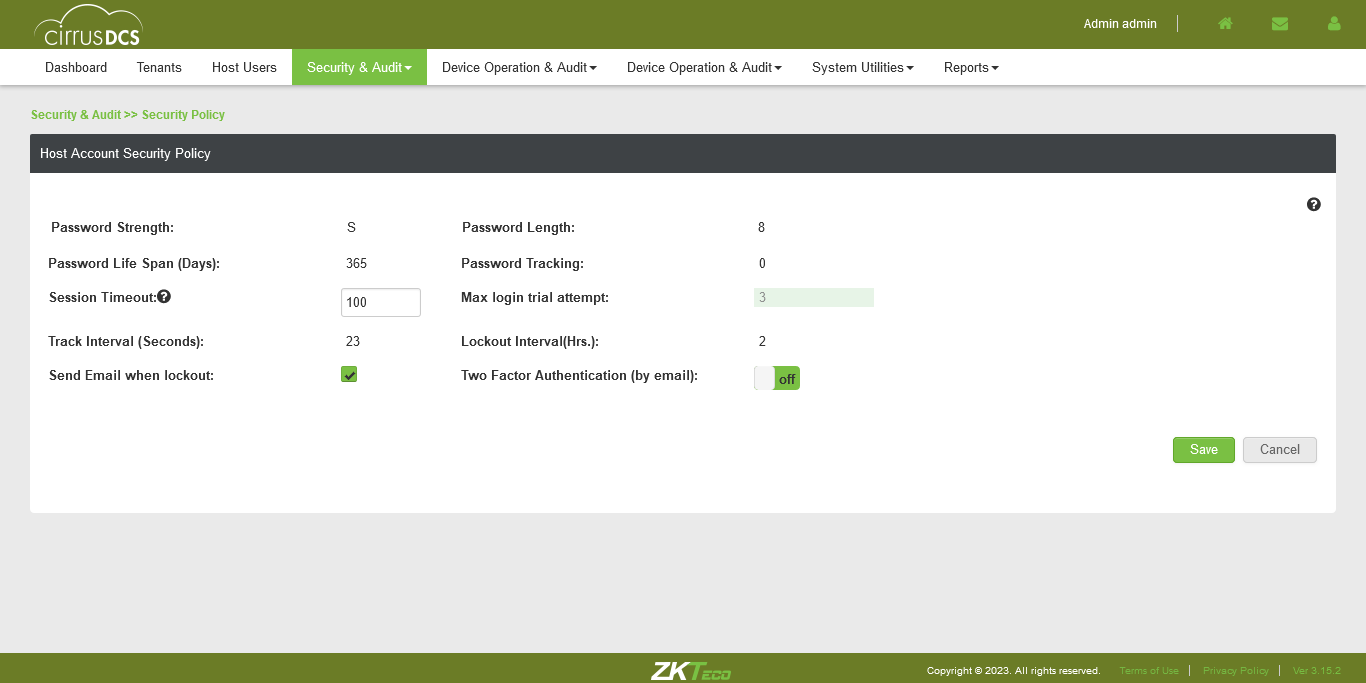 cirrusDCS
Admin admin
Dashboard Tenants Host Users Security & Audit Device Operation & Audit Device Operation & Audit System Utilities Reports
Security & Audit >> Security Policy
Host Account Security Policy
?
Password Strength: S Password Length: 8
Password Life Span (Days): 365 Password Tracking: 0
Session Timeout: ? 100 Max login trial attempt: 3
Track Interval (Seconds): 23 Lockout Interval(Hrs.): 2
Send Email when lockout: Two Factor Authentication (by email): off
Save Cancel
ZKTECO Copyright © 2023. All rights reserved. Terms of Use Privacy Policy Ver 3.15.2